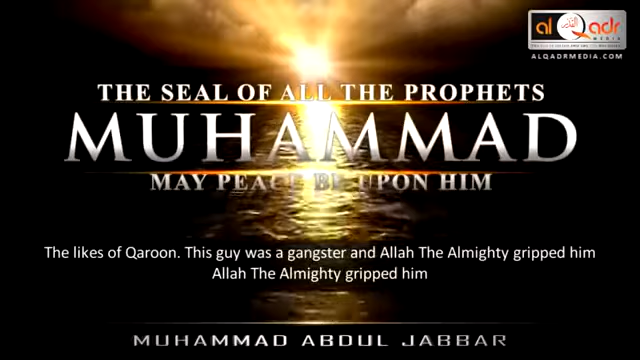 al Qadr
MEDIA
ALQADRMEDIA.COM
THE SEAL OF ALL THE PROPHETS
MUHAMMAD
MAY PEACE BE UPON HIM
The likes of Qaroon. This guy was a gangster and Allah The Almighty gripped him
Allah The Almighty gripped him
MUHAMMAD ABDUL JABBAR